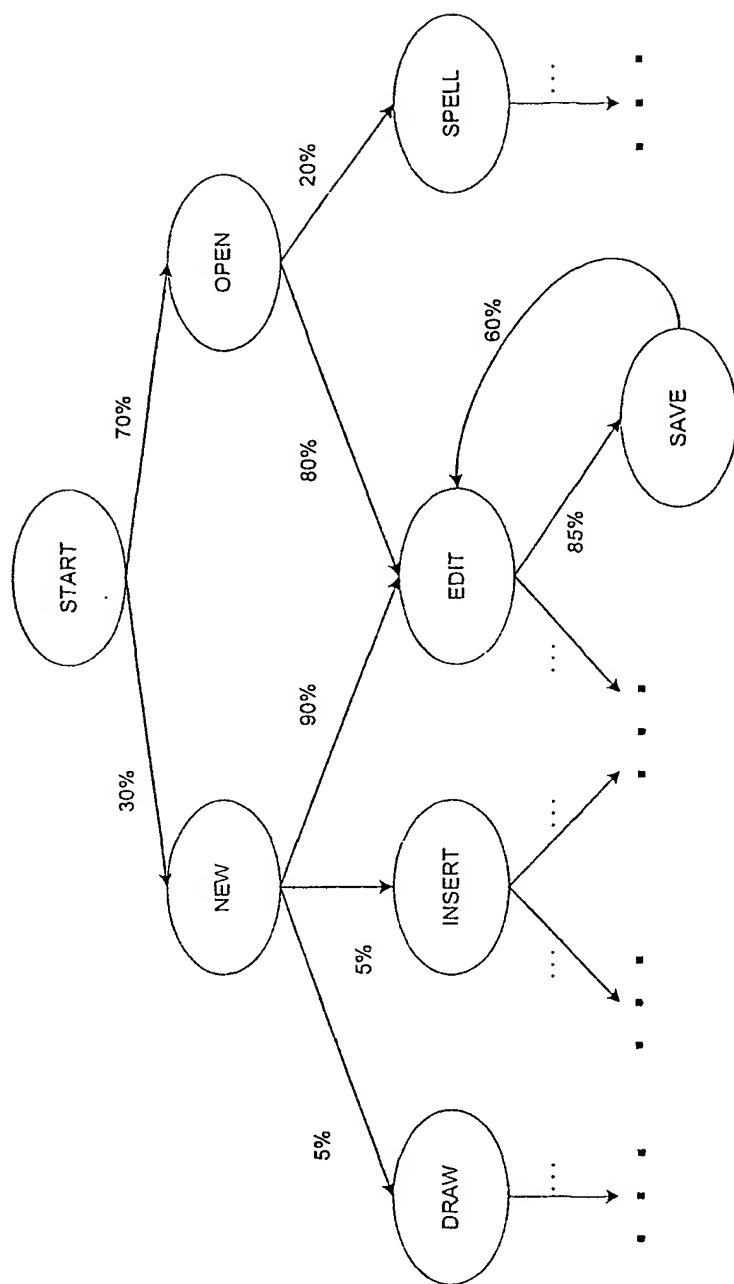 START
30%
70%
NEW
OPEN
5%
5%
90%
80%
20%
DRAW
INSERT
EDIT
SPELL
85%
60%
SAVE